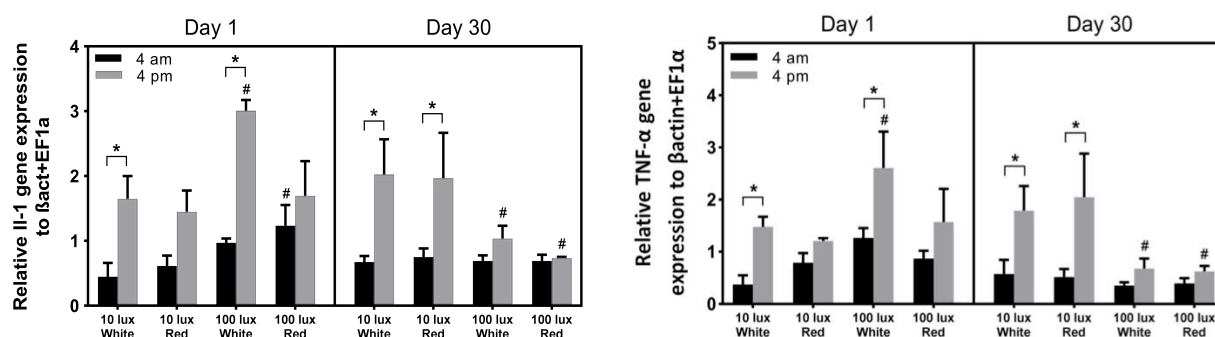 Day 1
Day 30
Relative Il-1 gene expression
to ßact+EF1a
4
3
2
1
0
4 am
4 pm
*
*
#
#
*
*
#
#
10 lux
White
10 lux
Red
100 lux
White
100 lux
Red
10 lux
White
10 lux
Red
100 lux
White
100 lux
Red
Day 1
Day 30
Relative TNF-α gene
expression to βactin+EF1α
5
4
3
2
1
0
4 am
4 pm
*
*
#
*
*
#
#
10 lux
White
10 lux
Red
100 lux
White
100 lux
Red
10 lux
White
10 lux
Red
100 lux
White
100 lux
Red